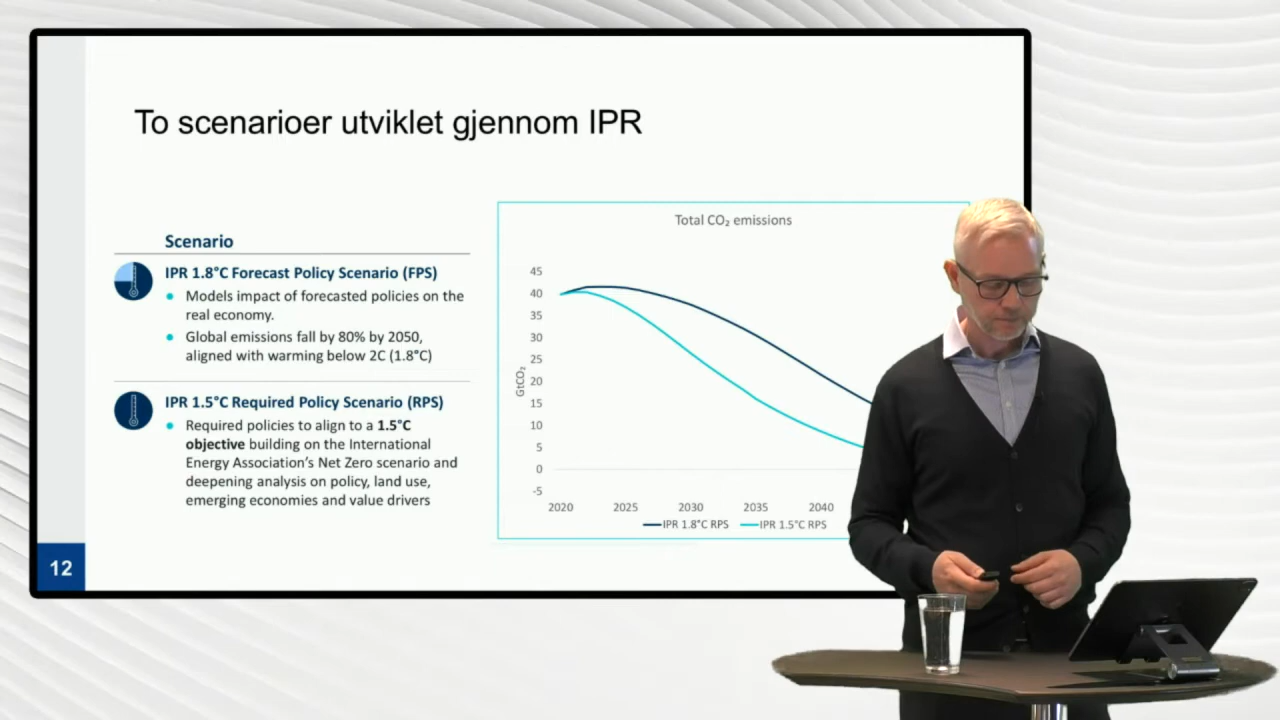 To scenarioer utviklet gjennom IPR
Scenario
IPR 1.8°C Forecast Policy Scenario (FPS)
Models impact of forecasted policies on the
real economy.
Global emissions fall by 80% by 2050,
aligned with warming below 2C (1.8°C)
IPR 1.5°C Required Policy Scenario (RPS)
Required policies to align to a 1.5°C
objective building on the International
Energy Association's Net Zero scenario and
deepening analysis on policy, land use,
emerging economies and value drivers
12
Total CO₂ emissions
45
40
35
30
25
20
15
10
5
0
-5
GtCO₂
2020 2025 2030 2035 2040
IPR 1.8°C RPS IPR 1.5°C RPS